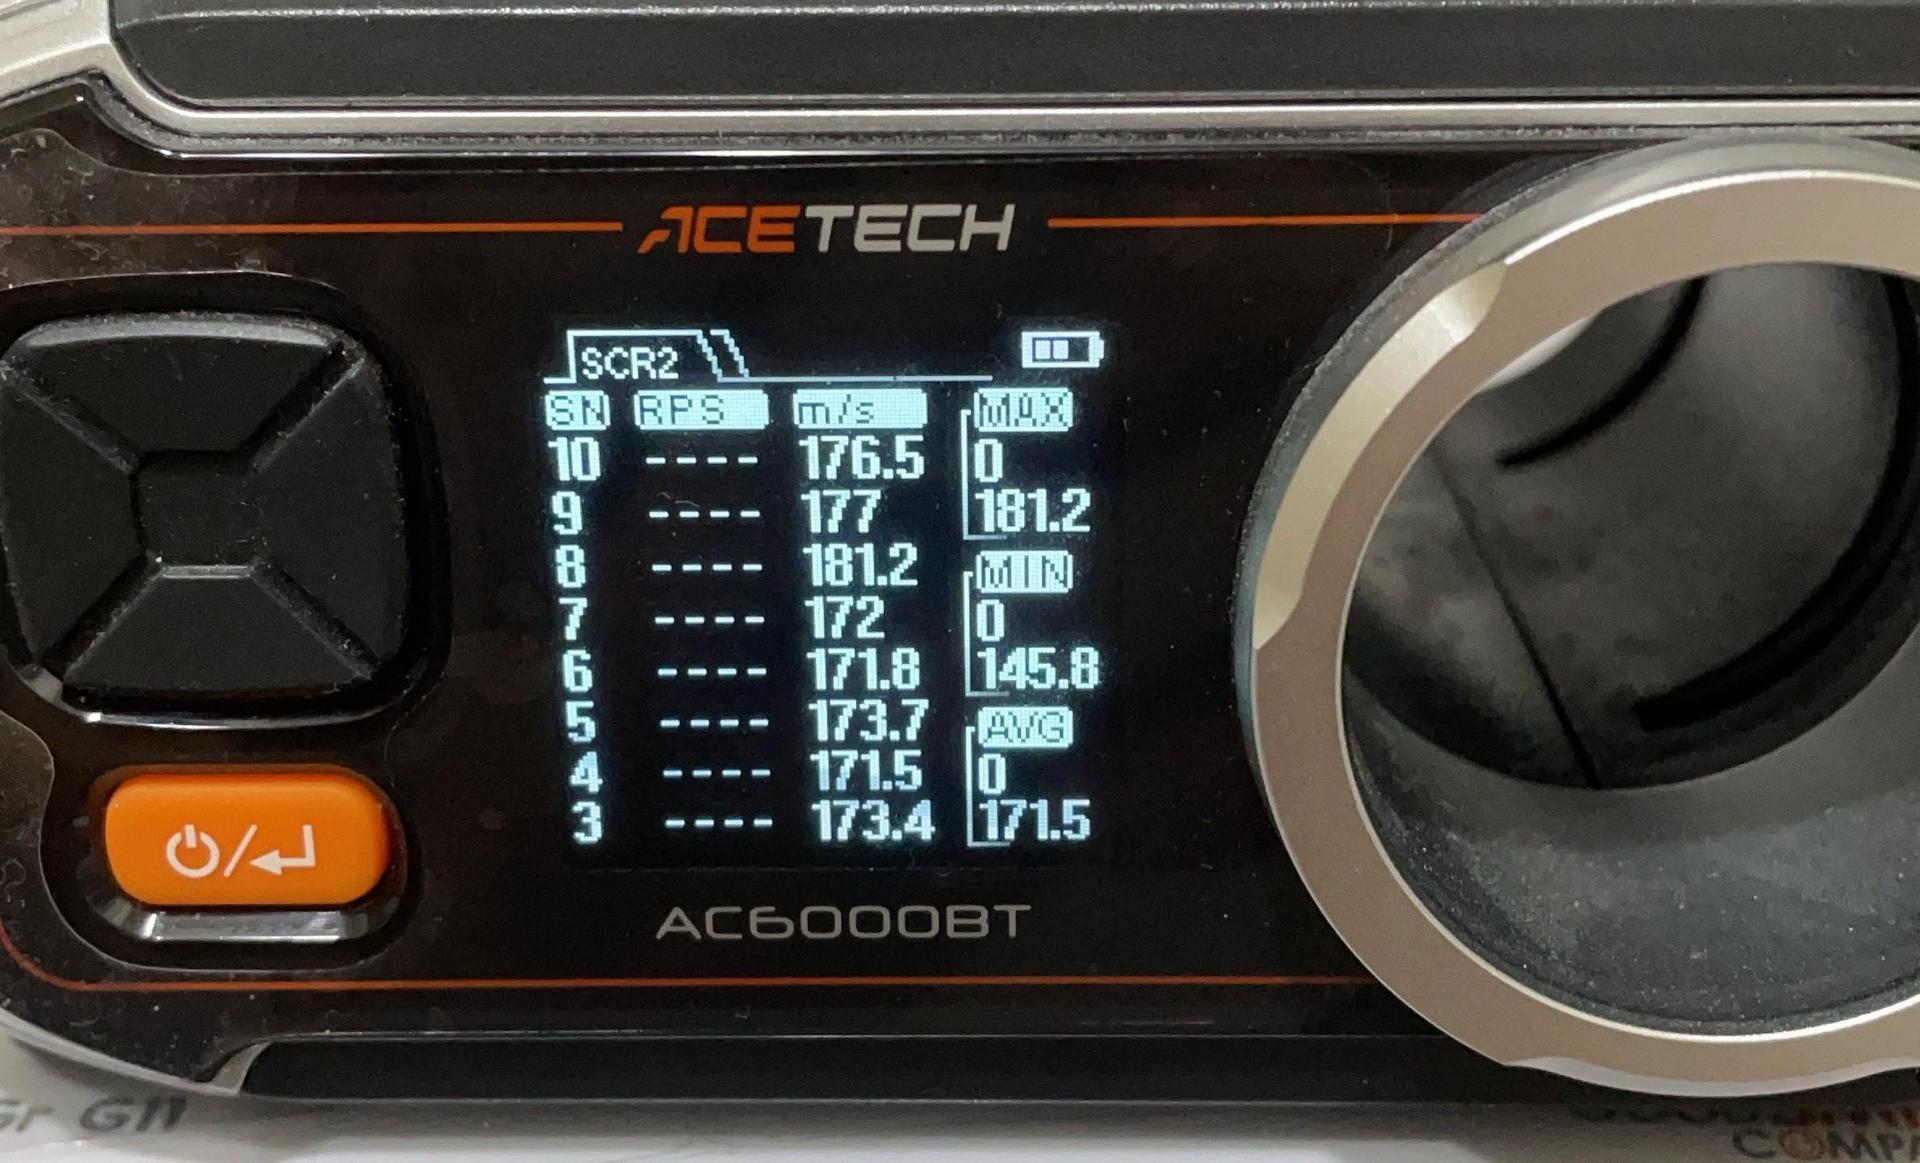 ACETECH
SCR2
SN RPS m/s MAX
10 ---- 176.5 0
9 ---- 177 181.2
8 ---- 181.2 MIN
7 ---- 172 0
6 ---- 171.8 145.8
5 ---- 173.7 AVG
4 ---- 171.5 0
3 ---- 173.4 171.5
AC6000BT